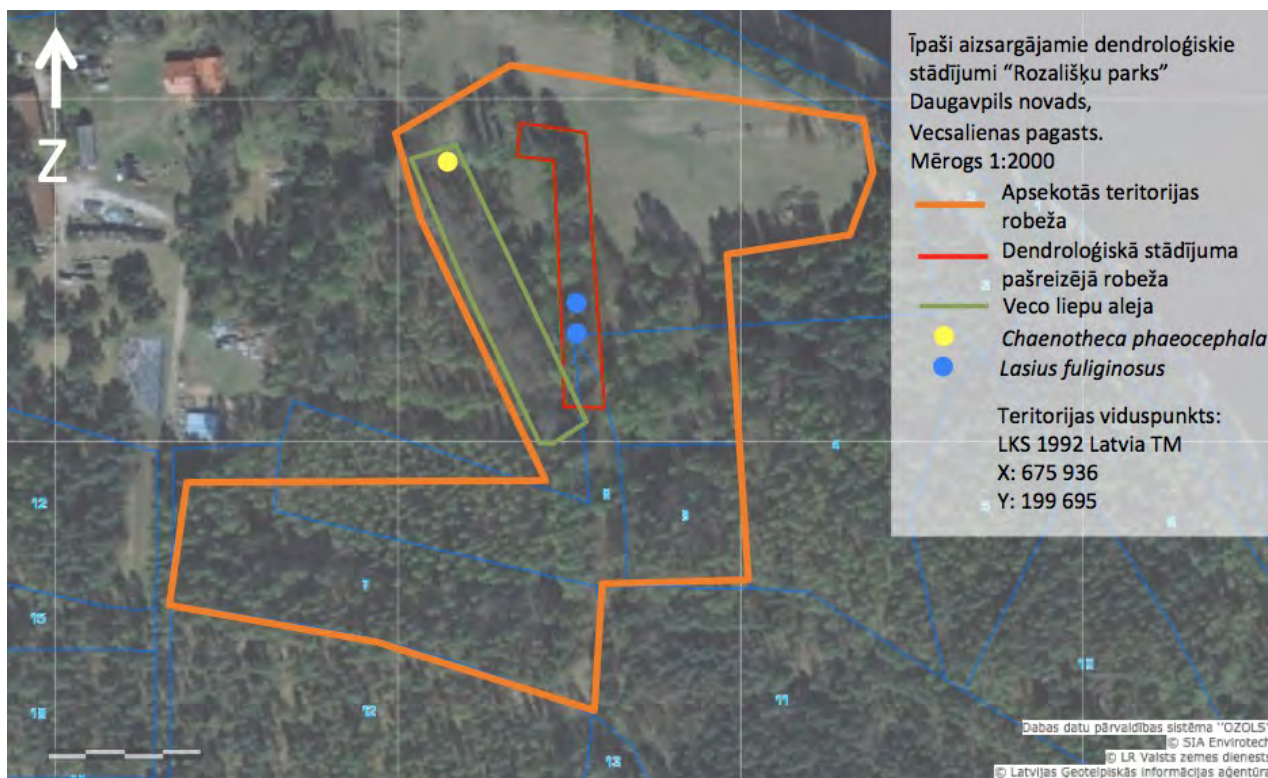 Z
Īpaši aizsargājamie dendroloģiskie
stādījumi “Rozališķu parks”
Daugavpils novads,
Vecsalienas pagasts.
Mērogs 1:2000
Apsekotās teritorijas
robeža
Dendroloģiskā stādījuma
pašreizējā robeža
Veco liepu aleja
Chaenotheca phaeocephala
Lasius fuliginosus
Teritorijas viduspunkts:
LKS 1992 Latvia TM
X: 675 936
Y: 199 695
12
15
12
11
12
13
Dabas datu pārvaldības sistēma "OZOLS"
© SIA Envirotech
© LR Valsts zemes dienests
© Latvijas Ģeotelpiskās informācijas aģentūra